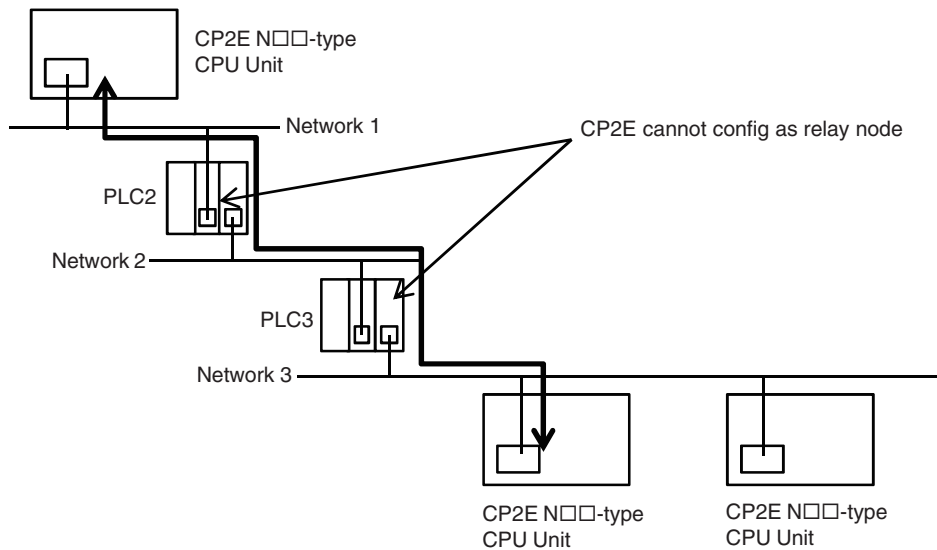 CP2E N□□-type
CPU Unit
Network 1
CP2E cannot config as relay node
PLC2
Network 2
PLC3
Network 3
CP2E N□□-type
CPU Unit
CP2E N□□-type
CPU Unit